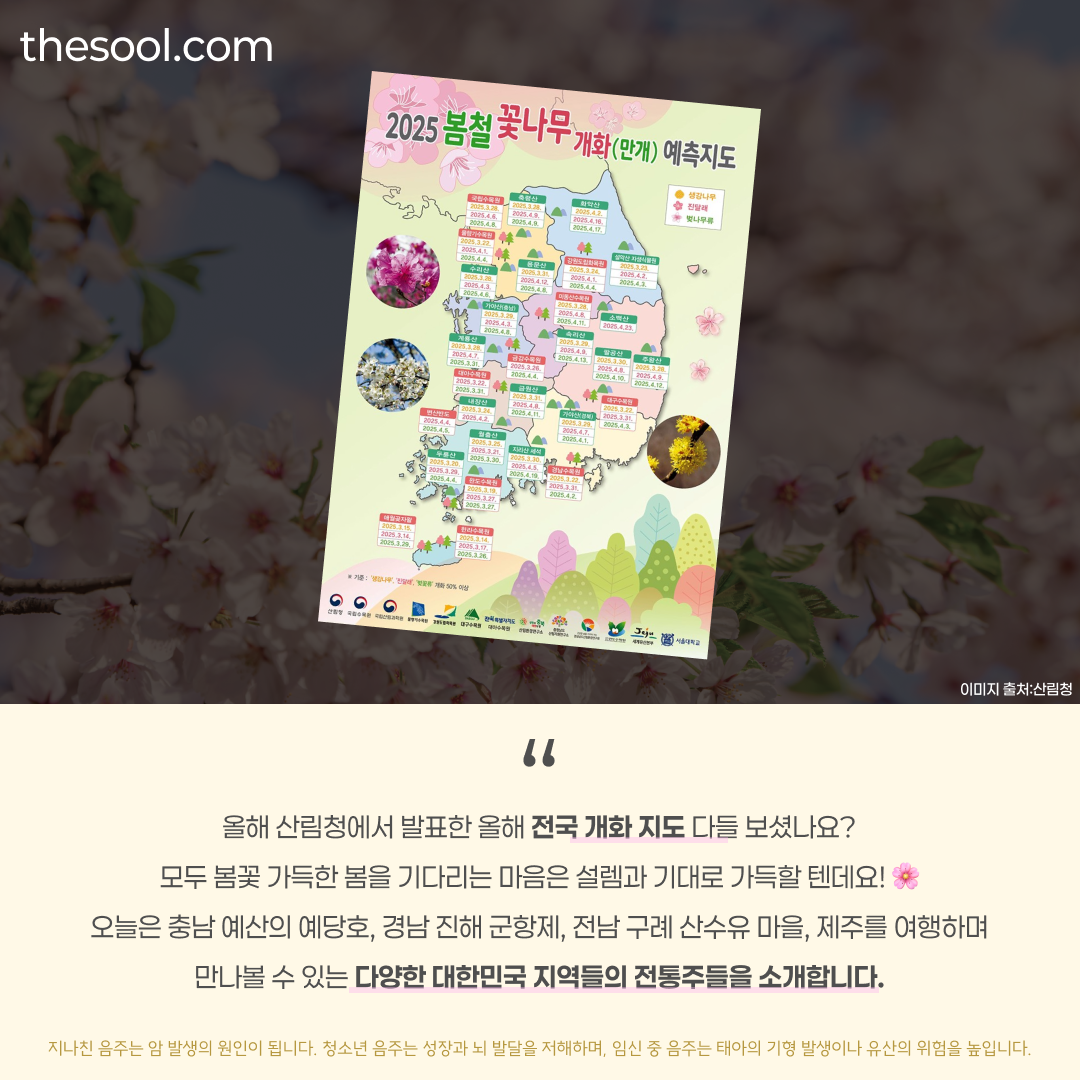 thesool.com
2025 봄철 꽃나무 개화(만개) 예측지도
생강나무
진달래
벚나무류
국립수목원
2025.3.28.
2025.4.6.
2025.4.8.
축령산
2025.3.28.
2025.4.9.
2025.4.9.
화악산
2025.4.2.
2025.4.16.
2025.4.17.
물향기수목원
2025.3.22.
2025.4.1.
2025.4.4.
수리산
2025.3.28.
2025.4.3.
2025.4.6.
용문산
2025.3.31.
2025.4.12.
2025.4.8.
강원도립화목원
2025.3.24.
2025.4.1.
2025.4.4.
설악산 자생식물원
2025.3.23.
2025.4.2.
2025.4.3.
가야산(충남)
2025.3.29.
2025.4.3.
2025.4.8.
미동산수목원
2025.3.28.
2025.4.8.
2025.4.11.
소백산
2025.4.23.
계룡산
2025.3.28.
2025.4.7.
2025.3.31.
속리산
2025.3.29.
2025.4.9.
2025.4.13.
금강수목원
2025.3.26.
2025.4.4.
팔공산
2025.3.30.
2025.4.8.
2025.4.10.
주왕산
2025.3.28.
2025.4.9.
2025.4.12.
대아수목원
2025.3.22.
2025.3.31.
금원산
2025.3.31.
2025.4.8.
2025.4.11.
내장산
2025.3.24.
2025.4.2.
대구수목원
2025.3.22.
2025.3.31.
2025.4.3.
변산반도
2025.4.4.
2025.4.5.
가야산(경북)
2025.3.29.
2025.4.7.
2025.4.1.
월출산
2025.3.25.
2025.3.21.
2025.3.30.
두륜산
2025.3.20.
2025.3.29.
2025.4.4.
지리산 세석
2025.3.30.
2025.4.5.
2025.4.19.
경남수목원
2025.3.22.
2025.3.31.
2025.4.2.
완도수목원
2025.3.19.
2025.3.27.
2025.3.27.
애월곶자왈
2025.3.15.
2025.3.14.
2025.3.29.
한라수목원
2025.3.14.
2025.3.17.
2025.3.26.
※ 기준 : '생강나무', '진달래', '벚꽃류' 개화 50% 이상
산림청 국립수목원 국립산림과학원 물향기수목원 강원도립화목원 대구수목원 전북특별자치도 대아수목원 Jeju 세계유산본부 서울대학교
이미지 출처:산림청
“
올해 산림청에서 발표한 올해 전국 개화 지도 다들 보셨나요?
모두 봄꽃 가득한 봄을 기다리는 마음은 설렘과 기대로 가득할 텐데요! 🌸
오늘은 충남 예산의 예당호, 경남 진해 군항제, 전남 구례 산수유 마을, 제주를 여행하며
만나볼 수 있는 다양한 대한민국 지역들의 전통주들을 소개합니다.
지나친 음주는 암 발생의 원인이 됩니다. 청소년 음주는 성장과 뇌 발달을 저해하며, 임신 중 음주는 태아의 기형 발생이나 유산의 위험을 높입니다.